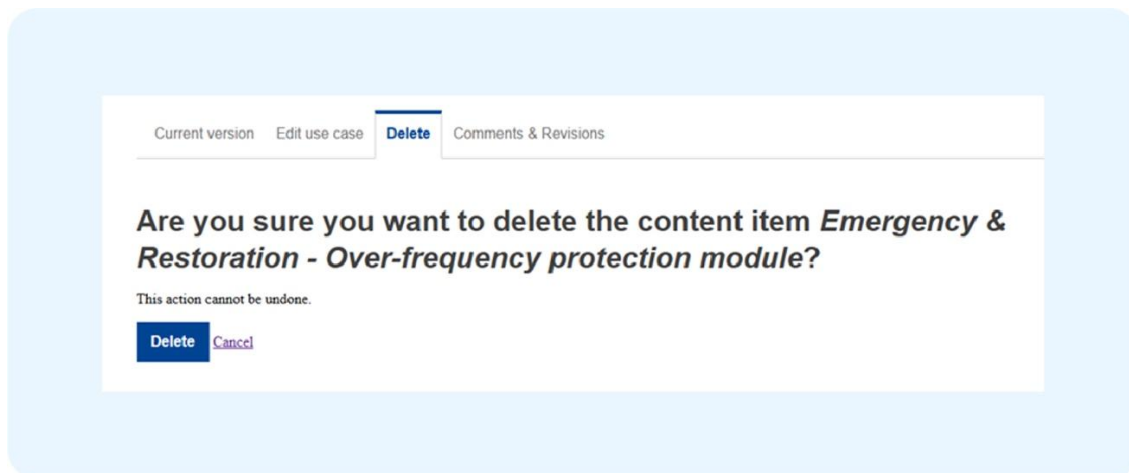 Current version Edit use case Delete Comments & Revisions
Are you sure you want to delete the content item Emergency &
Restoration - Over-frequency protection module?
This action cannot be undone.
Delete Cancel